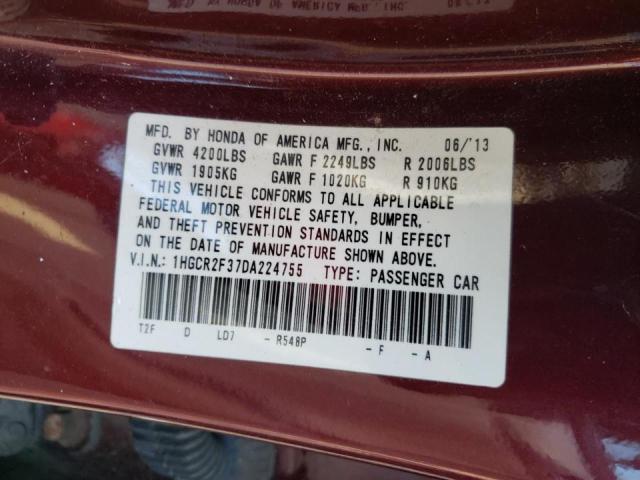 MFD. BY HONDA OF AMERICA MFG., INC. 06/'13
GVWR 4200LBS GAWR F 2249LBS R 2006LBS
GVWR 1905KG GAWR F 1020KG R 910KG
THIS VEHICLE CONFORMS TO ALL APPLICABLE
FEDERAL MOTOR VEHICLE SAFETY, BUMPER,
AND THEFT PREVENTION STANDARDS IN EFFECT
ON THE DATE OF MANUFACTURE SHOWN ABOVE.
V.I.N.: 1HGCR2F37DA224755 TYPE: PASSENGER CAR
T2F D LD7 - R548P - F - A